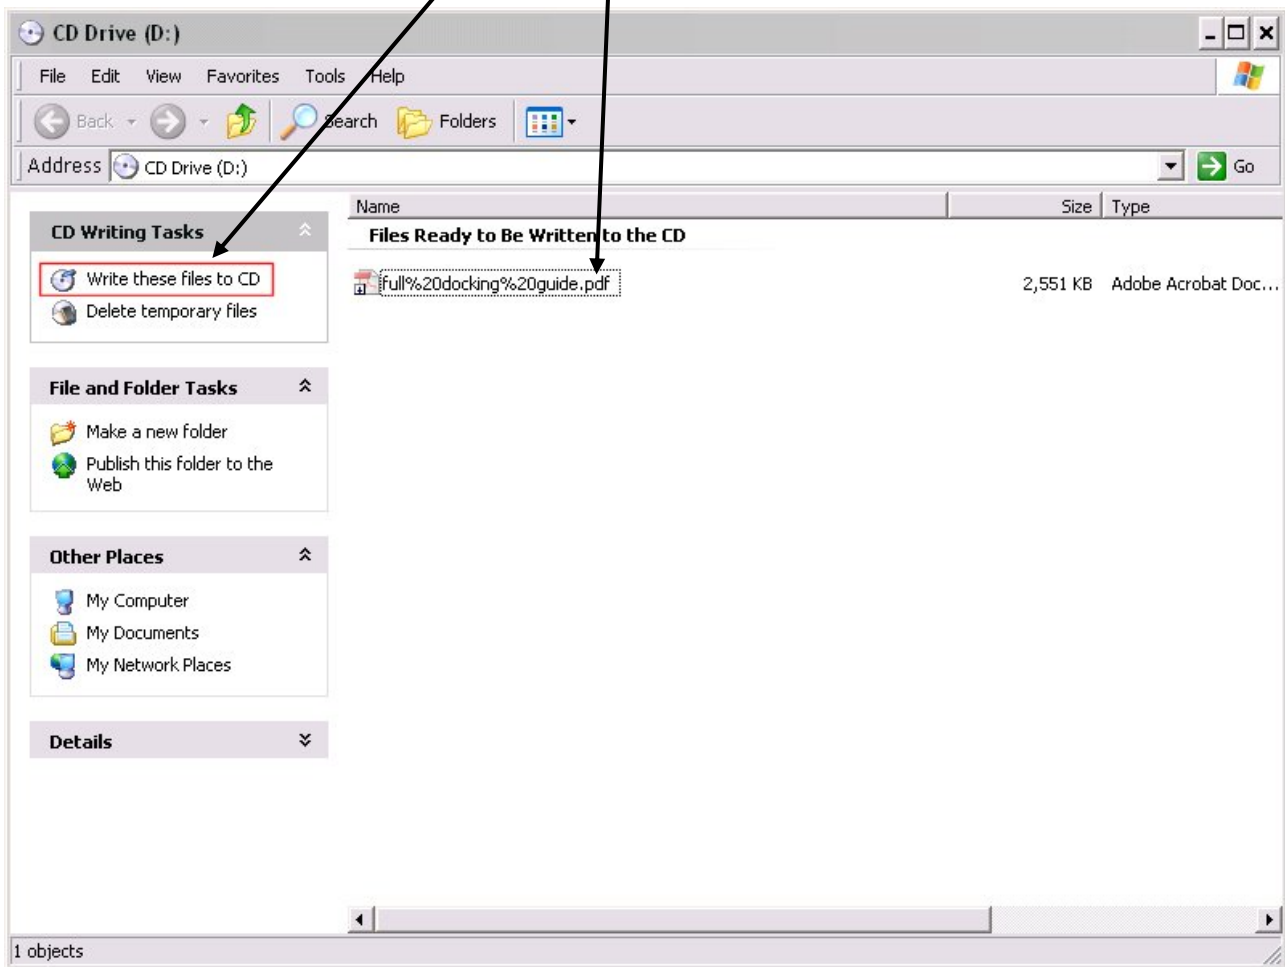 CD Drive (D:)
File Edit View Favorites Tools Help
Back Search Folders
Address CD Drive (D:) Go
Name Size Type
CD Writing Tasks
Files Ready to Be Written to the CD
Write these files to CD
full%20docking%20guide.pdf 2,551 KB Adobe Acrobat Doc...
Delete temporary files
File and Folder Tasks
Make a new folder
Publish this folder to the
Web
Other Places
My Computer
My Documents
My Network Places
Details
1 objects